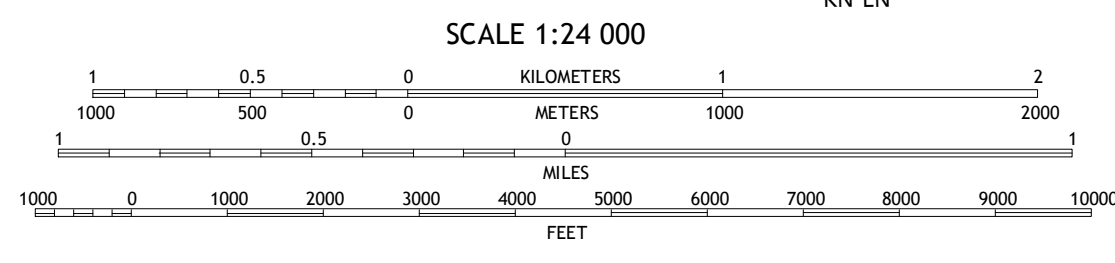 SCALE 1:24 000
1 0.5 0 KILOMETERS 1 2
1000 500 0 METERS 1000 2000
1 0.5 0 1
MILES
1000 0 1000 2000 3000 4000 5000 6000 7000 8000 9000 10000
FEET